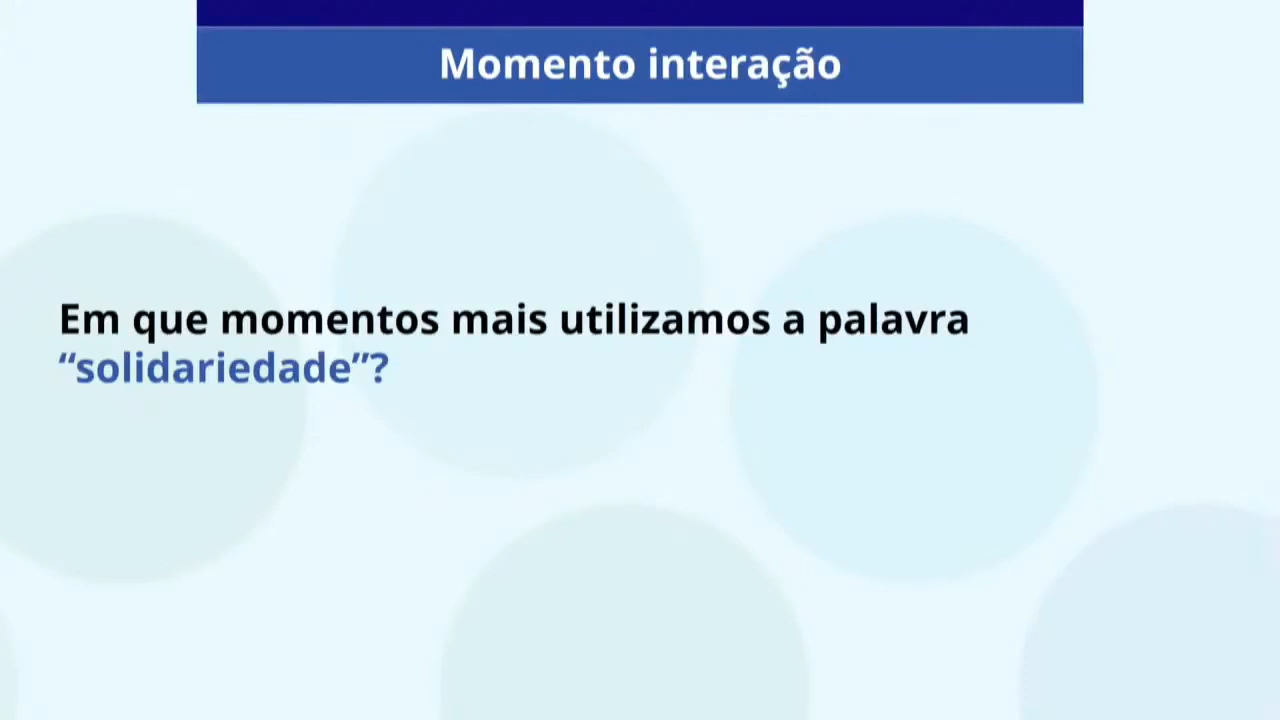 Momento interação
Em que momentos mais utilizamos a palavra
“solidariedade”?